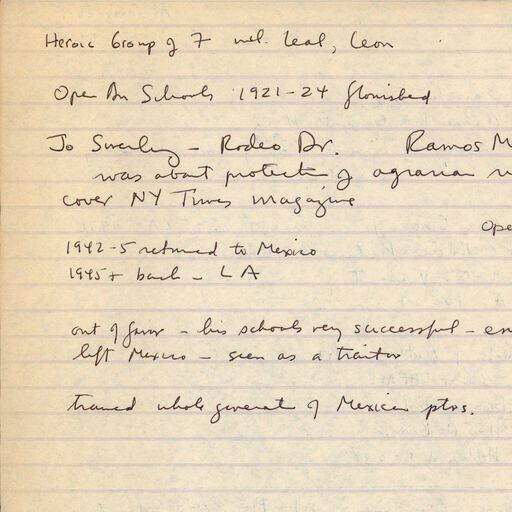 Heroic Group of 7 incl. Leal, Leon
Open Air Schools 1921-24 flourished
Jo Swerling - Rodeo Dr. Ramos M
was about protection of agrarian
cover NY Times magazine
Ope
1942-5 returned to Mexico
1945+ back - LA
out of favor - his schools very successful - en
left Mexico - seen as a traitor
trained whole generat of Mexican ptrs.